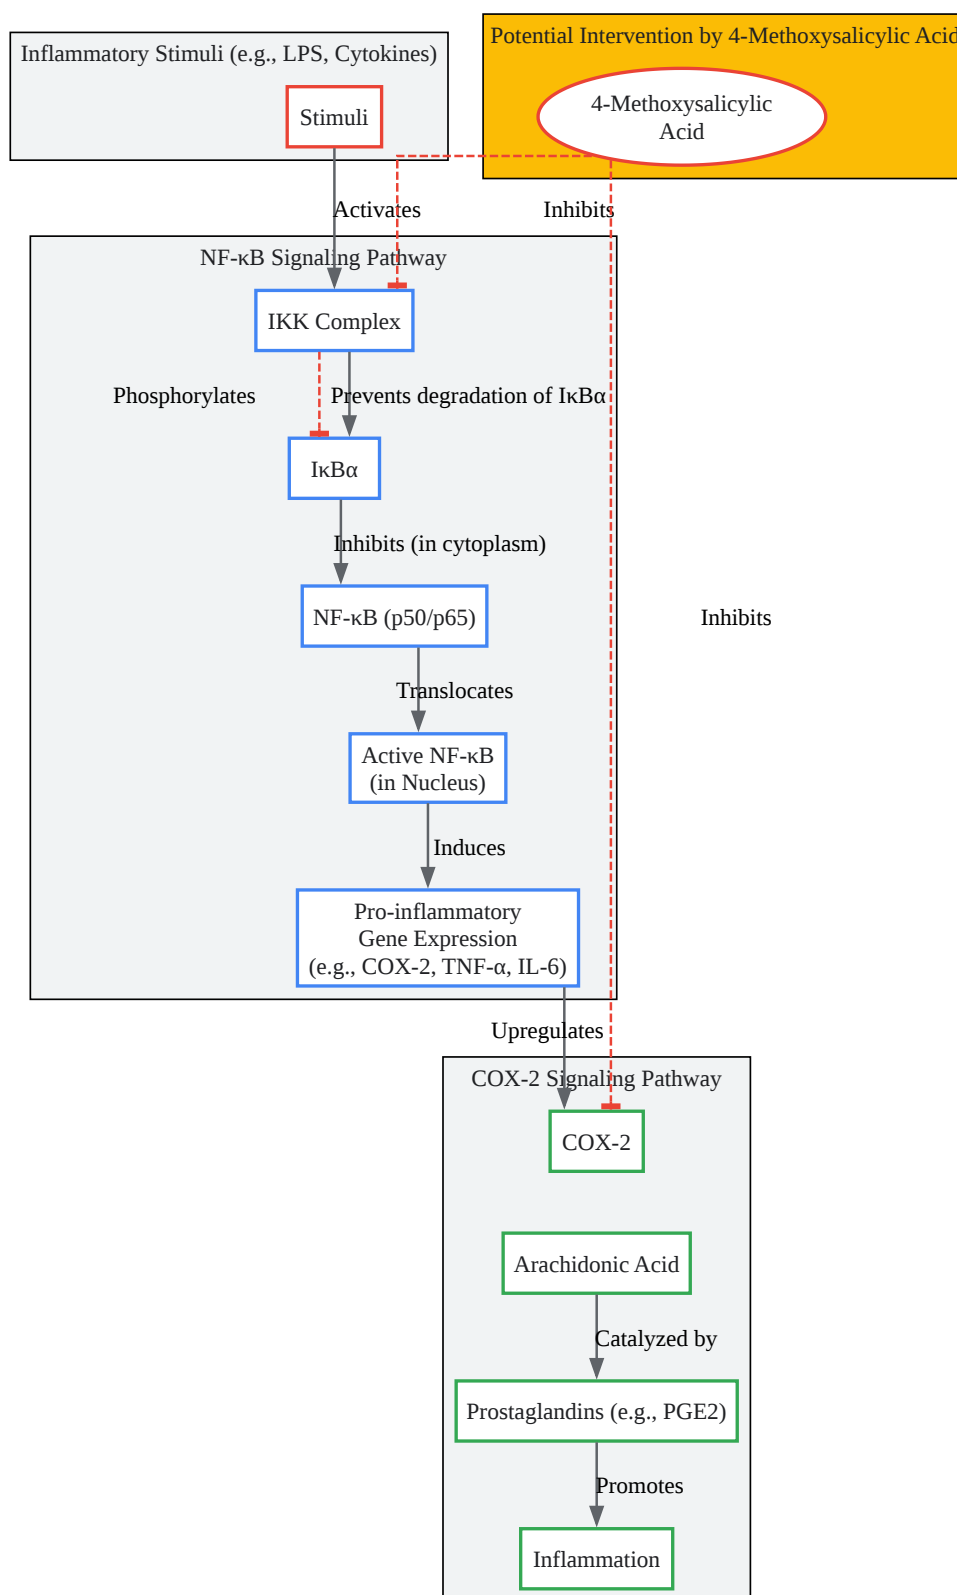 Inflammatory Stimuli (e.g., LPS, Cytokines)
Potential Intervention by 4-Methoxysalicylic Acid
Stimuli
4-Methoxysalicylic
Acid
Activates
Inhibits
NF-κB Signaling Pathway
IKK Complex
Phosphorylates
Prevents degradation of IκBα
IκBα
Inhibits (in cytoplasm)
NF-κB (p50/p65)
Inhibits
Translocates
Active NF-κB
(in Nucleus)
Induces
Pro-inflammatory
Gene Expression
(e.g., COX-2, TNF-α, IL-6)
Upregulates
COX-2 Signaling Pathway
COX-2
Arachidonic Acid
Catalyzed by
Prostaglandins (e.g., PGE2)
Promotes
Inflammation